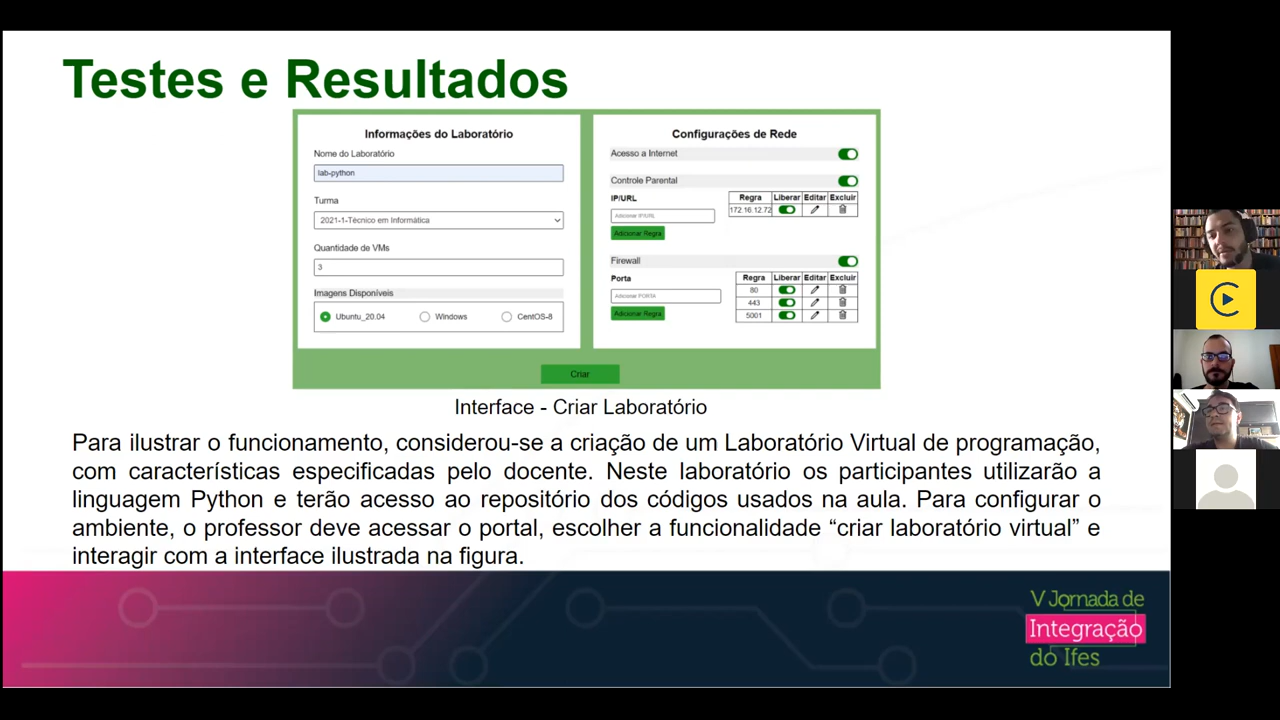 Testes e Resultados
Informações do Laboratório
Nome do Laboratório
lab-python
Turma
2021-1-Técnico em Informática
Quantidade de VMs
3
Imagens Disponíveis
Ubuntu_20.04 Windows CentOS-8
Configurações de Rede
Acesso a Internet
Controle Parental
IP/URL
Adicionar IP/URL
Adicionar Regra
Regra Liberar Editar Excluir
172.16.12.72
Firewall
Porta
Adicionar PORTA
Adicionar Regra
Regra Liberar Editar Excluir
80
443
5001
Criar
Interface - Criar Laboratório
Para ilustrar o funcionamento, considerou-se a criação de um Laboratório Virtual de programação,
com características especificadas pelo docente. Neste laboratório os participantes utilizarão a
linguagem Python e terão acesso ao repositório dos códigos usados na aula. Para configurar o
ambiente, o professor deve acessar o portal, escolher a funcionalidade “criar laboratório virtual” e
interagir com a interface ilustrada na figura.
V Jornada de
Integração
do Ifes